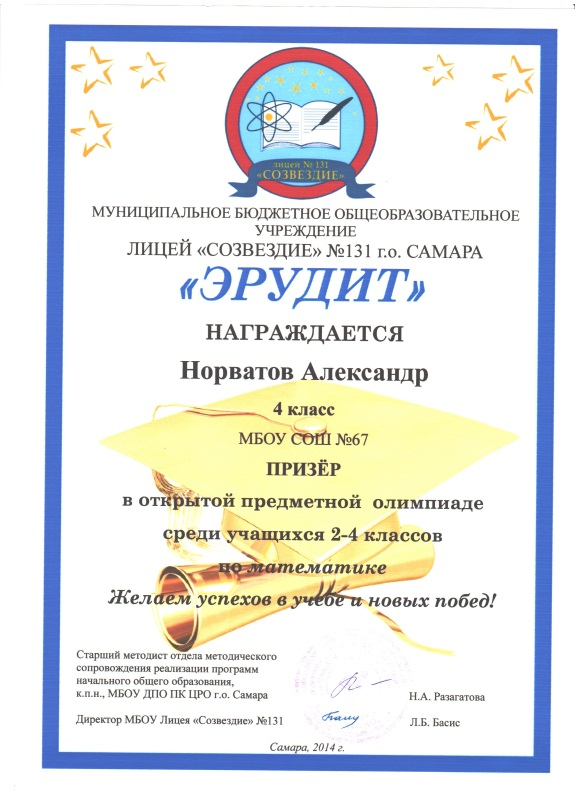 лицей № 131
«СОЗВЕЗДИЕ»
МУНИЦИПАЛЬНОЕ БЮДЖЕТНОЕ ОБЩЕОБРАЗОВАТЕЛЬНОЕ
УЧРЕЖДЕНИЕ
ЛИЦЕЙ «СОЗВЕЗДИЕ» №131 г.о. САМАРА
«ЭРУДИТ»
НАГРАЖДАЕТСЯ
Норватов Александр
4 класс
МБОУ СОШ №67
ПРИЗЁР
в открытой предметной олимпиаде
среди учащихся 2-4 классов
по математике
Желаем успехов в учебе и новых побед!
Старший методист отдела методического
сопровождения реализации программ
начального общего образования,
к.п.н., МБОУ ДПО ПК ЦРО г.о. Самара Н.А. Разагатова
Директор МБОУ Лицея «Созвездие» №131 Л.Б. Басис
Самара, 2014 г.